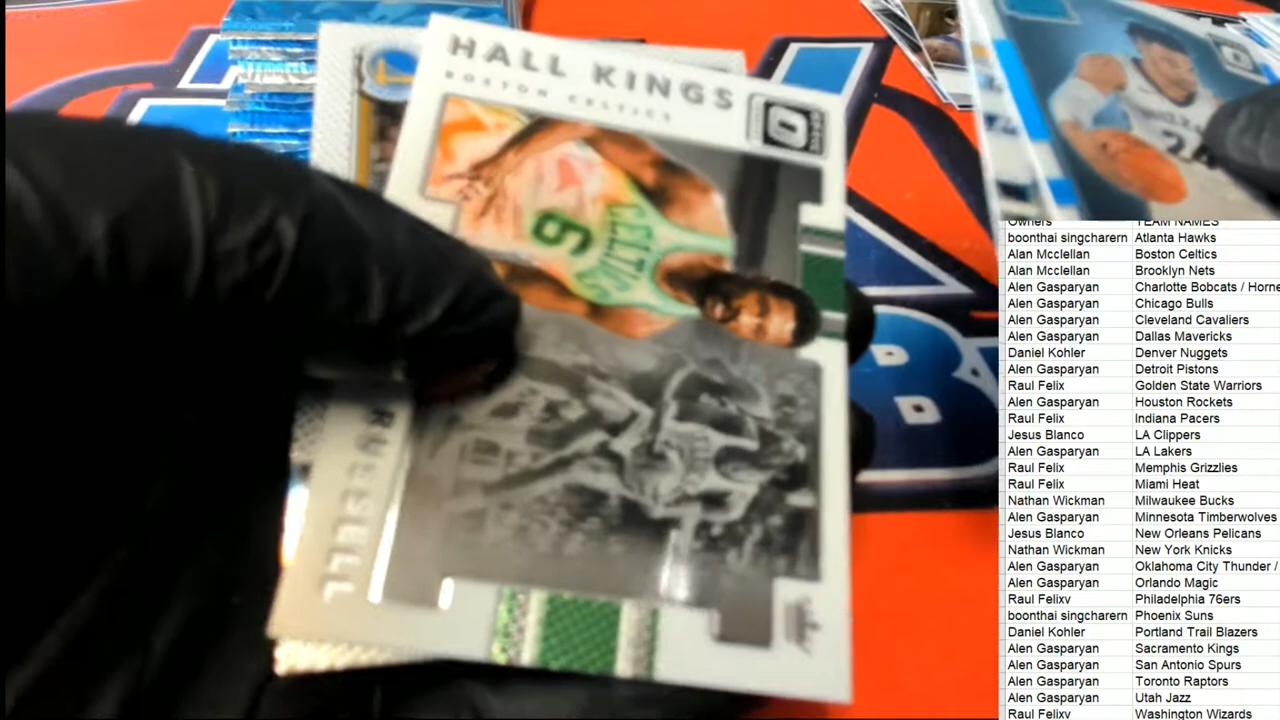 HALL KINGS
BOSTON CELTICS
CELTICS
6
RUSSELL
B
Owners TEAM NAMES
boonthai singcharern Atlanta Hawks
Alan Mcclellan Boston Celtics
Alan Mcclellan Brooklyn Nets
Alen Gasparyan Charlotte Bobcats / Horne
Alen Gasparyan Chicago Bulls
Alen Gasparyan Cleveland Cavaliers
Alen Gasparyan Dallas Mavericks
Daniel Kohler Denver Nuggets
Alen Gasparyan Detroit Pistons
Raul Felix Golden State Warriors
Alen Gasparyan Houston Rockets
Raul Felix Indiana Pacers
Jesus Blanco LA Clippers
Alen Gasparyan LA Lakers
Raul Felix Memphis Grizzlies
Raul Felix Miami Heat
Nathan Wickman Milwaukee Bucks
Alen Gasparyan Minnesota Timberwolves
Jesus Blanco New Orleans Pelicans
Nathan Wickman New York Knicks
Alen Gasparyan Oklahoma City Thunder /
Alen Gasparyan Orlando Magic
Raul Felixv Philadelphia 76ers
boonthai singcharern Phoenix Suns
Daniel Kohler Portland Trail Blazers
Alen Gasparyan Sacramento Kings
Alen Gasparyan San Antonio Spurs
Alen Gasparyan Toronto Raptors
Alen Gasparyan Utah Jazz
Raul Felixv Washington Wizards